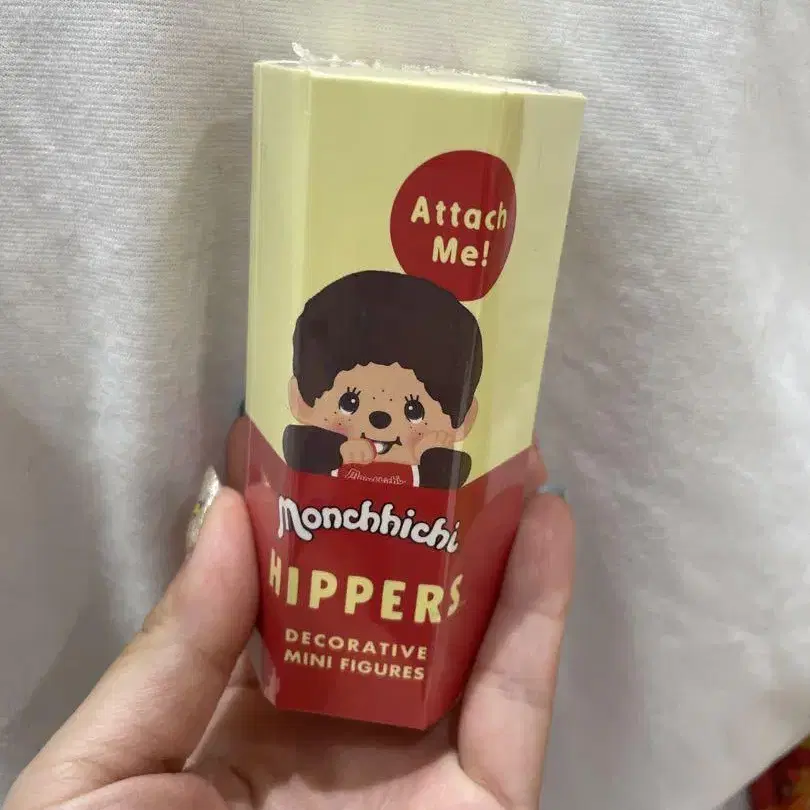 Attach
Me!
Monchhichi
HIPPERS
DECORATIVE
MINI FIGURES